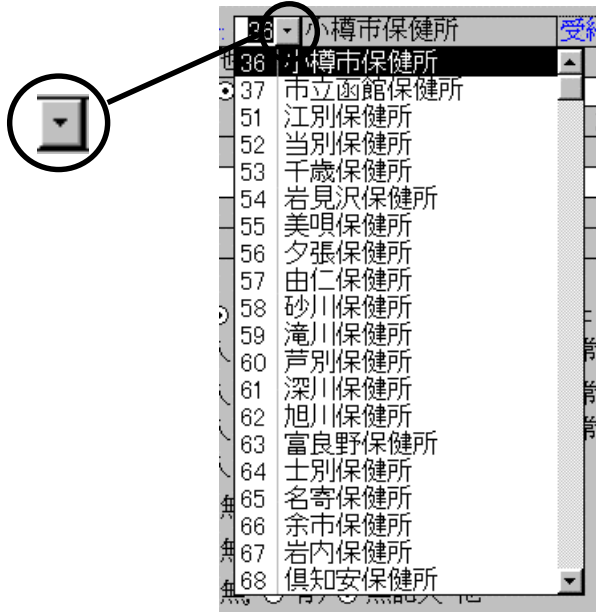 36 小樽市保健所 受
36 小樽市保健所
37 市立函館保健所
51 江別保健所
52 当別保健所
53 千歳保健所
54 岩見沢保健所
55 美唄保健所
56 夕張保健所
57 由仁保健所
58 砂川保健所
59 滝川保健所
60 芦別保健所
61 深川保健所
62 旭川保健所
63 富良野保健所
64 士別保健所
65 名寄保健所
66 余市保健所
67 岩内保健所
68 倶知安保健所